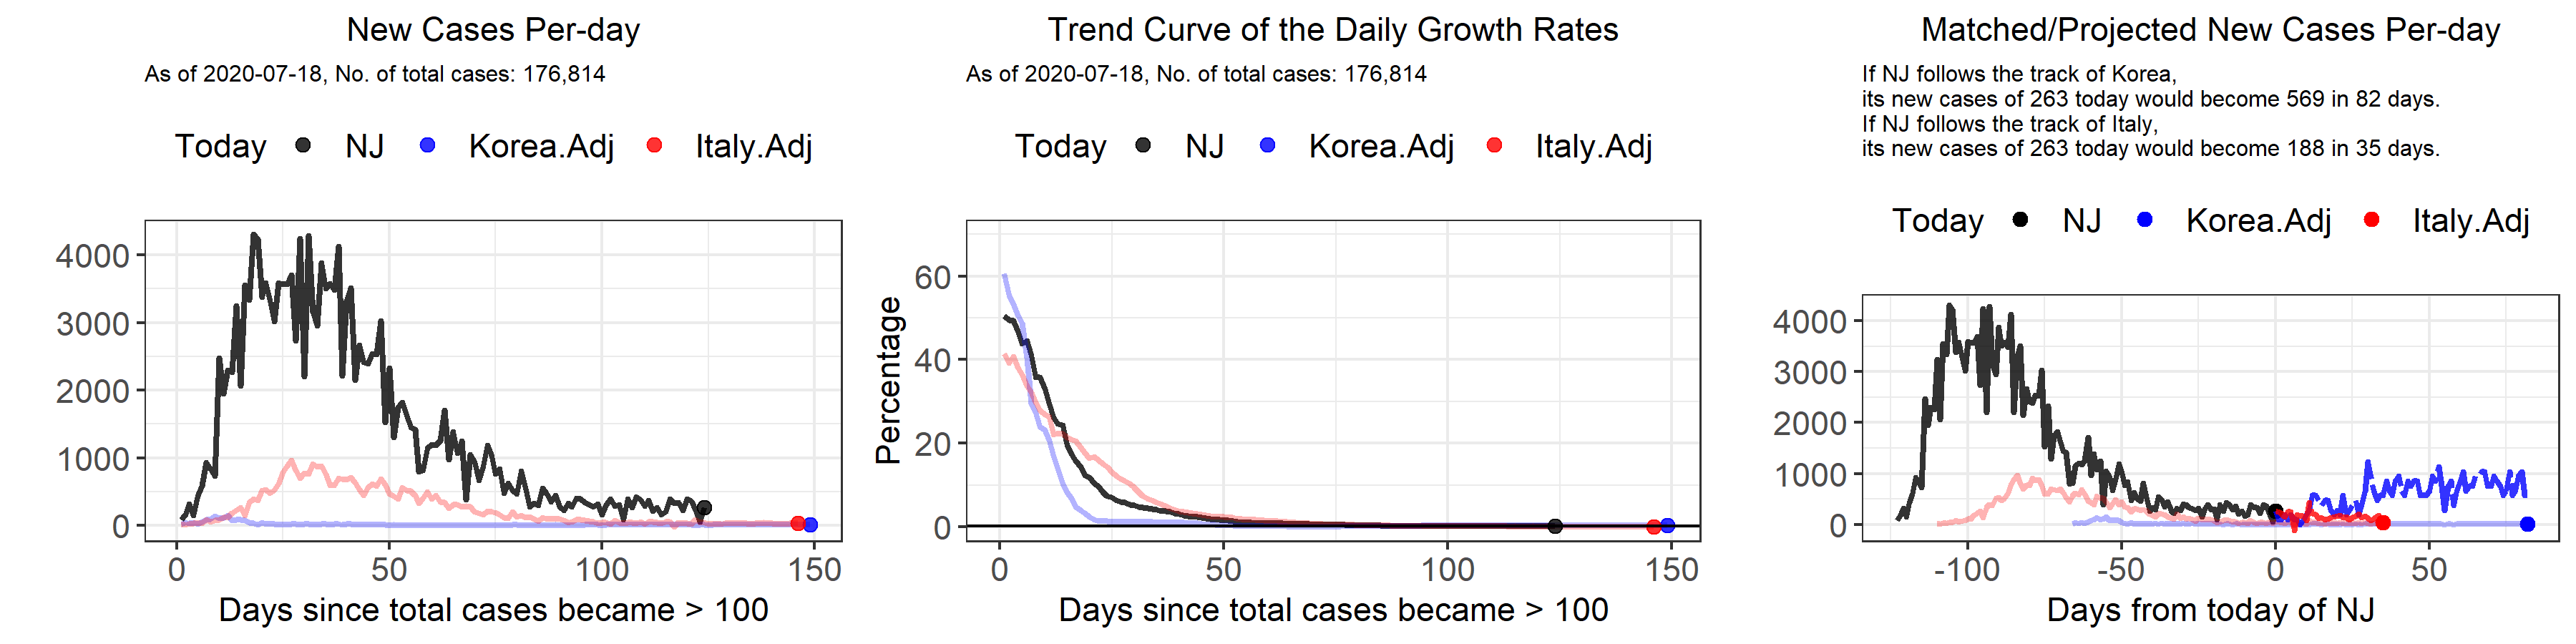 New Cases Per-day
As of 2020-07-18, No. of total cases: 176,814
Today NJ Korea.Adj Italy.Adj
4000
3000
2000
1000
0
0 50 100 150
Days since total cases became > 100
Trend Curve of the Daily Growth Rates
As of 2020-07-18, No. of total cases: 176,814
Today NJ Korea.Adj Italy.Adj
Percentage
60
40
20
0
0 50 100 150
Days since total cases became > 100
Matched/Projected New Cases Per-day
If NJ follows the track of Korea,
its new cases of 263 today would become 569 in 82 days.
If NJ follows the track of Italy,
its new cases of 263 today would become 188 in 35 days.
Today NJ Korea.Adj Italy.Adj
4000
3000
2000
1000
0
-100 -50 0 50
Days from today of NJ